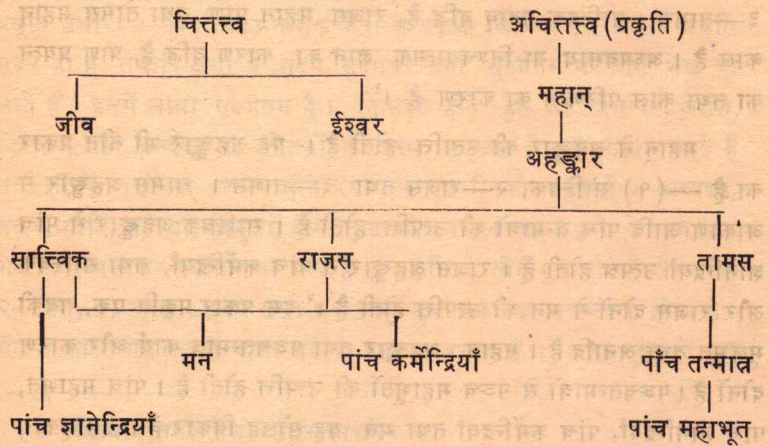 चित्तत्त्व अचित्तत्त्व (प्रकृति)
जीव ईश्वर महान्
अहङ्कार
सात्त्विक राजस तामस
मन पांच कर्मेन्द्रियाँ पांच तन्मात्र
पांच ज्ञानेन्द्रियाँ पांच महाभूत